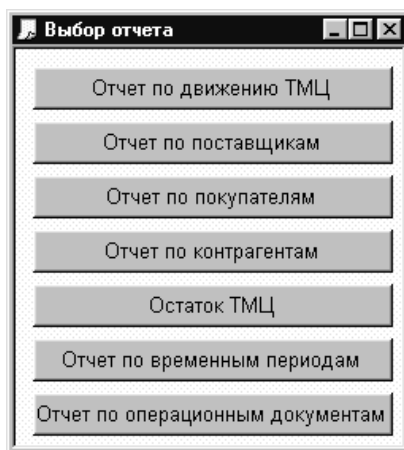 Выбор отчета
Отчет по движению ТМЦ
Отчет по поставщикам
Отчет по покупателям
Отчет по контрагентам
Остаток ТМЦ
Отчет по временным периодам
Отчет по операционным документам